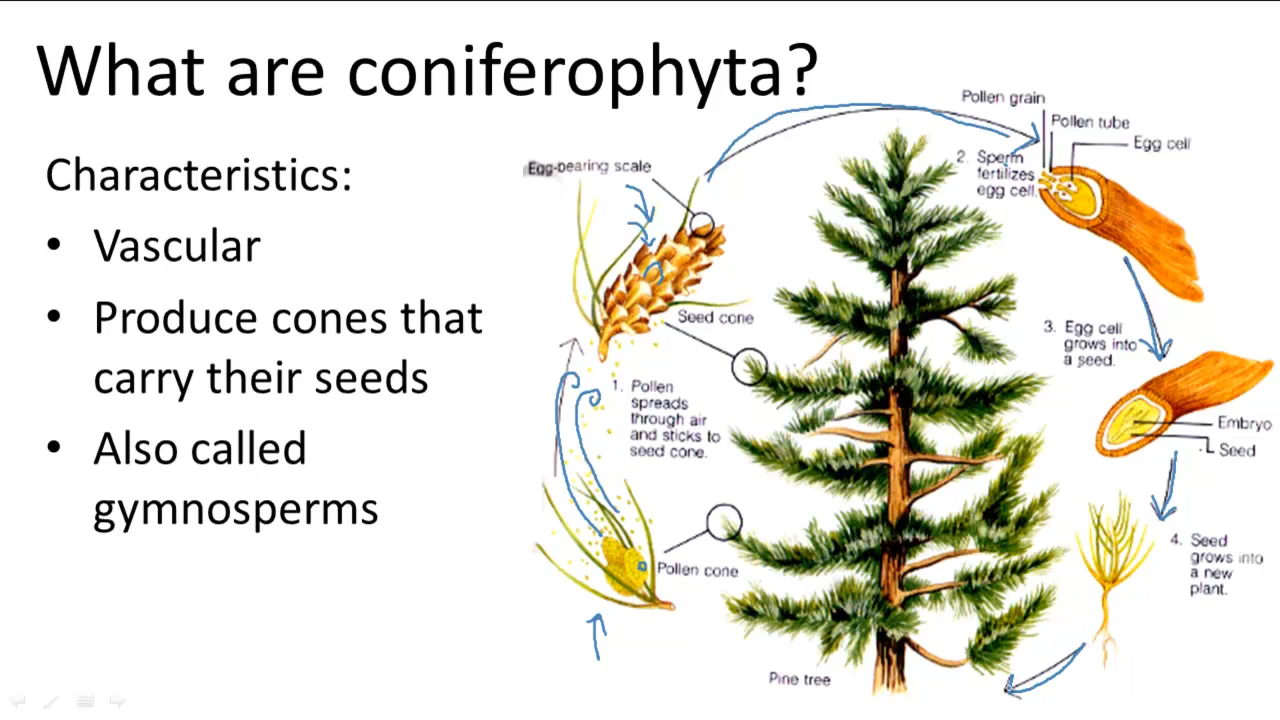 What are coniferophyta?
Characteristics:
• Vascular
• Produce cones that
carry their seeds
• Also called
gymnosperms
Egg-bearing scale
Seed cone
1. Pollen
spreads
through air
and sticks to
seed cone.
Pollen cone
Pine tree
Pollen grain
Pollen tube
Egg cell
2. Sperm
fertilizes
egg cell.
3. Egg cell
grows into
a seed.
Embryo
Seed
4. Seed
grows into
a new
plant.